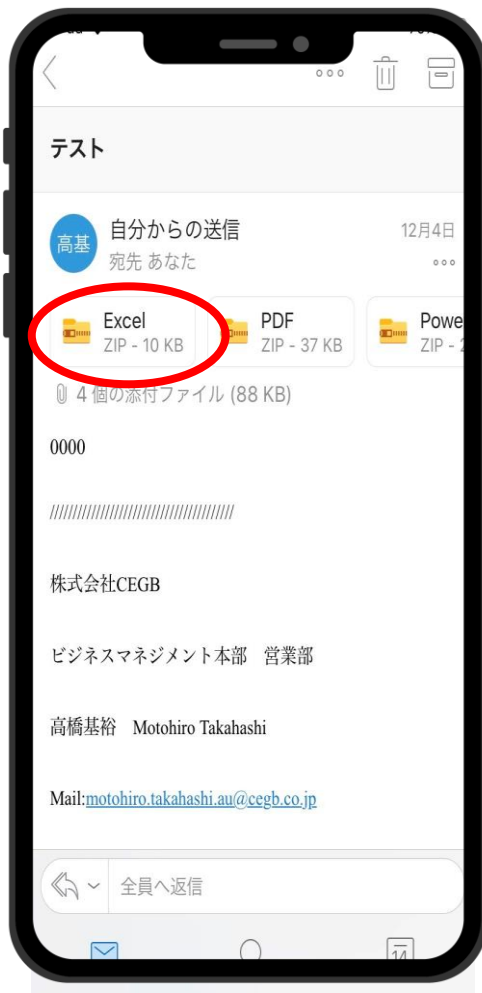 テスト
高基
自分からの送信
12月4日
宛先 あなた
Excel
ZIP - 10 KB
PDF
ZIP - 37 KB
Powe
ZIP - 2
4 個の添付ファイル (88 KB)
0000
////////////////////////////////////////
株式会社CEGB
ビジネスマネジメント本部 営業部
高橋基裕 Motohiro Takahashi
Mail:motohiro.takahashi.au@cegb.co.jp
全員へ返信
14